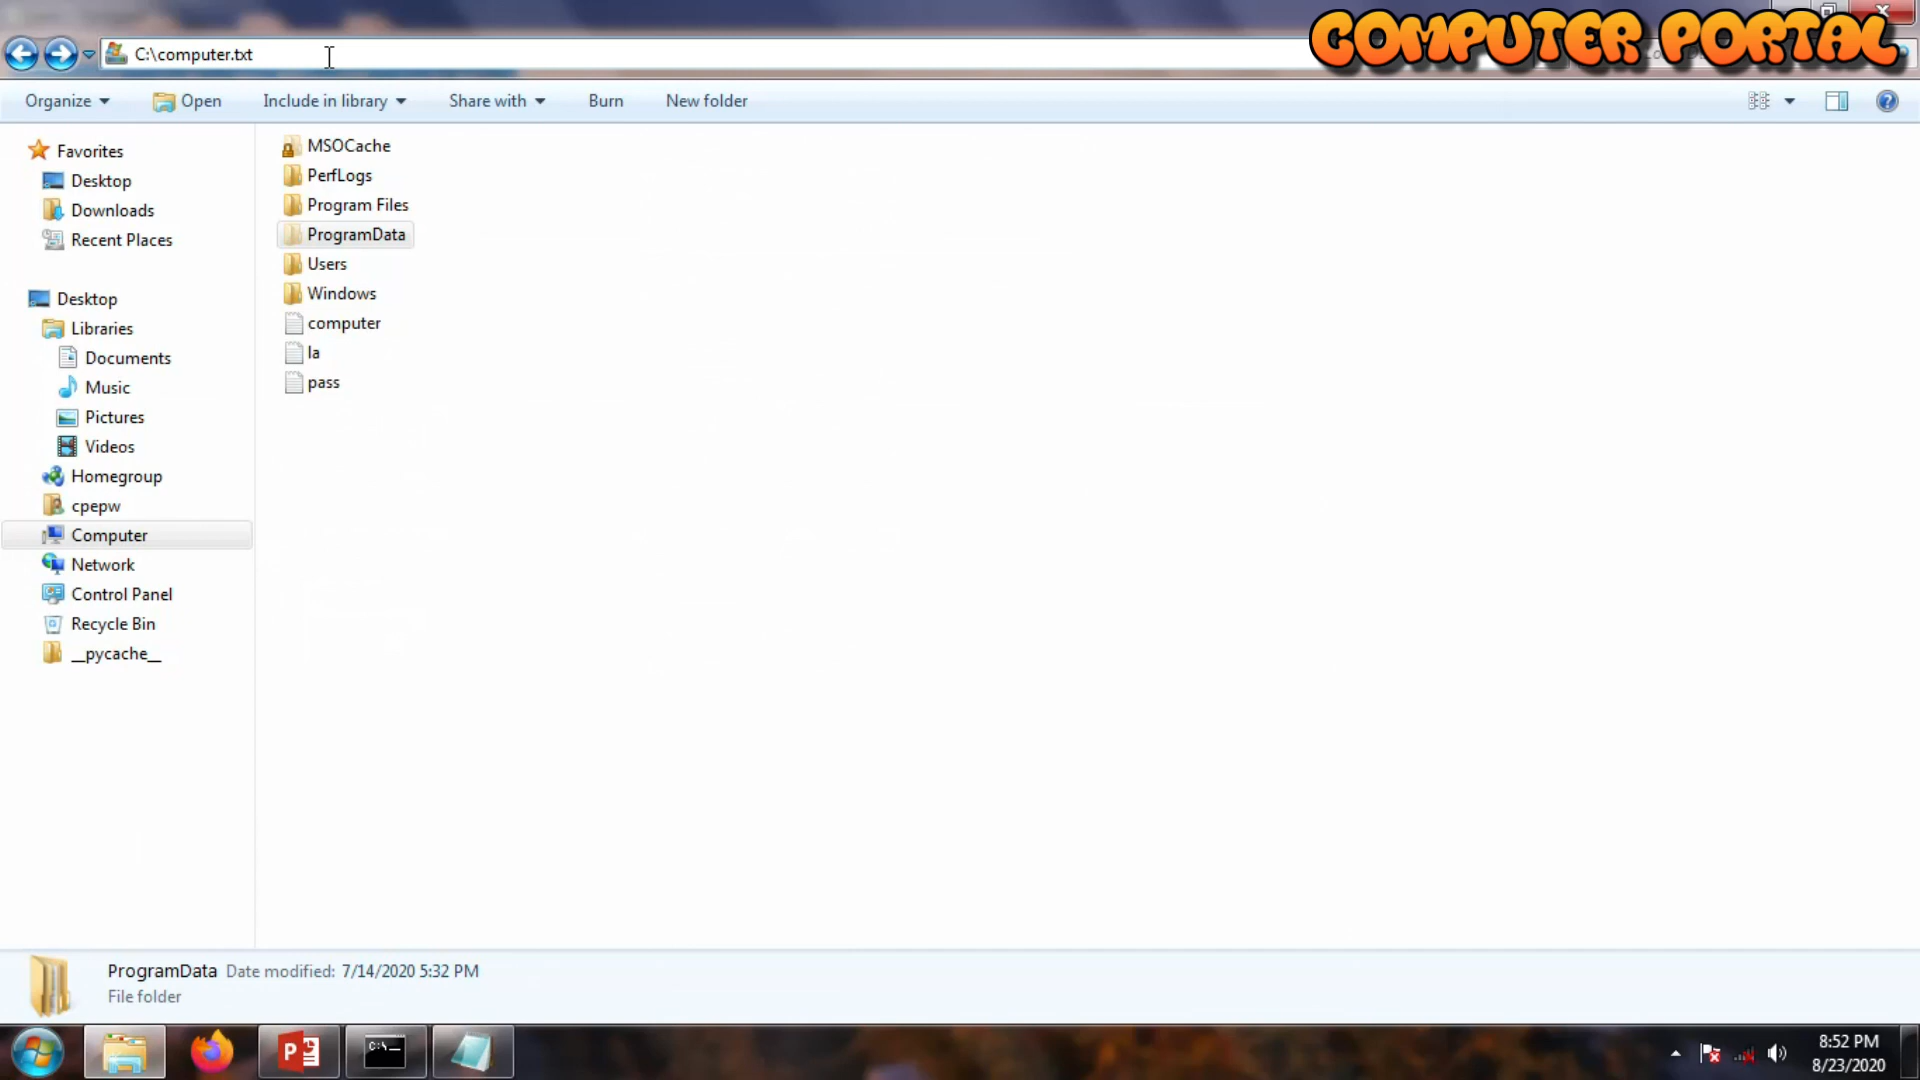 COMPUTER PORTAL
C:\computer.txt
Organize Open Include in library Share with Burn New folder
Favorites
Desktop
Downloads
Recent Places
Desktop
Libraries
Documents
Music
Pictures
Videos
Homegroup
cpepw
Computer
Network
Control Panel
Recycle Bin
__pycache__
MSOCache
PerfLogs
Program Files
ProgramData
Users
Windows
computer
la
pass
ProgramData Date modified: 7/14/2020 5:32 PM
File folder
8:52 PM
8/23/2020